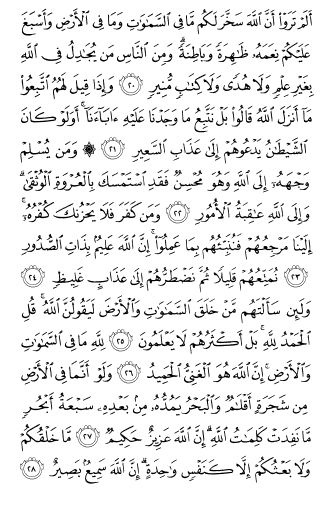 أَلَمْ تَرَوْا۟ أَنَّ ٱللَّهَ سَخَّرَ لَكُم مَّا فِى ٱلسَّمَـٰوَٰتِ وَمَا فِى ٱلْأَرْضِ وَأَسْبَغَ
عَلَيْكُمْ نِعَمَهُۥ ظَـٰهِرَةً وَبَاطِنَةً ۗ وَمِنَ ٱلنَّاسِ مَن يُجَـٰدِلُ فِى ٱللَّهِ
بِغَيْرِ عِلْمٍ وَلَا هُدًى وَلَا كِتَـٰبٍ مُّنِيرٍ ﴿٢٠﴾ وَإِذَا قِيلَ لَهُمُ ٱتَّبِعُوا۟
مَآ أَنزَلَ ٱللَّهُ قَالُوا۟ بَلْ نَتَّبِعُ مَا وَجَدْنَا عَلَيْهِ ءَابَآءَنَآ ۚ أَوَلَوْ كَانَ
ٱلشَّيْطَـٰنُ يَدْعُوهُمْ إِلَىٰ عَذَابِ ٱلسَّعِيرِ ﴿٢١﴾ ۞ وَمَن يُسْلِمْ
وَجْهَهُۥٓ إِلَى ٱللَّهِ وَهُوَ مُحْسِنٌ فَقَدِ ٱسْتَمْسَكَ بِٱلْعُرْوَةِ ٱلْوُثْقَىٰ ۗ
وَإِلَى ٱللَّهِ عَـٰقِبَةُ ٱلْأُمُورِ ﴿٢٢﴾ وَمَن كَفَرَ فَلَا يَحْزُنكَ كُفْرُهُۥٓ ۚ
إِلَيْنَا مَرْجِعُهُمْ فَنُنَبِّئُهُم بِمَا عَمِلُوٓا۟ ۚ إِنَّ ٱللَّهَ عَلِيمٌۢ بِذَاتِ ٱلصُّدُورِ
﴿٢٣﴾ نُمَتِّعُهُمْ قَلِيلًا ثُمَّ نَضْطَرُّهُمْ إِلَىٰ عَذَابٍ غَلِيظٍ ﴿٢٤﴾
وَلَئِن سَأَلْتَهُم مَّنْ خَلَقَ ٱلسَّمَـٰوَٰتِ وَٱلْأَرْضَ لَيَقُولُنَّ ٱللَّهُ ۚ قُلِ
ٱلْحَمْدُ لِلَّهِ ۚ بَلْ أَكْثَرُهُمْ لَا يَعْلَمُونَ ﴿٢٥﴾ لِلَّهِ مَا فِى ٱلسَّمَـٰوَٰتِ
وَٱلْأَرْضِ ۚ إِنَّ ٱللَّهَ هُوَ ٱلْغَنِىُّ ٱلْحَمِيدُ ﴿٢٦﴾ وَلَوْ أَنَّمَا فِى ٱلْأَرْضِ
مِن شَجَرَةٍ أَقْلَـٰمٌ وَٱلْبَحْرُ يَمُدُّهُۥ مِنۢ بَعْدِهِۦ سَبْعَةُ أَبْحُرٍ
مَّا نَفِدَتْ كَلِمَـٰتُ ٱللَّهِ ۗ إِنَّ ٱللَّهَ عَزِيزٌ حَكِيمٌ ﴿٢٧﴾ مَّا خَلْقُكُمْ
وَلَا بَعْثُكُمْ إِلَّا كَنَفْسٍ وَٰحِدَةٍ ۗ إِنَّ ٱللَّهَ سَمِيعٌۢ بَصِيرٌ ﴿٢٨﴾